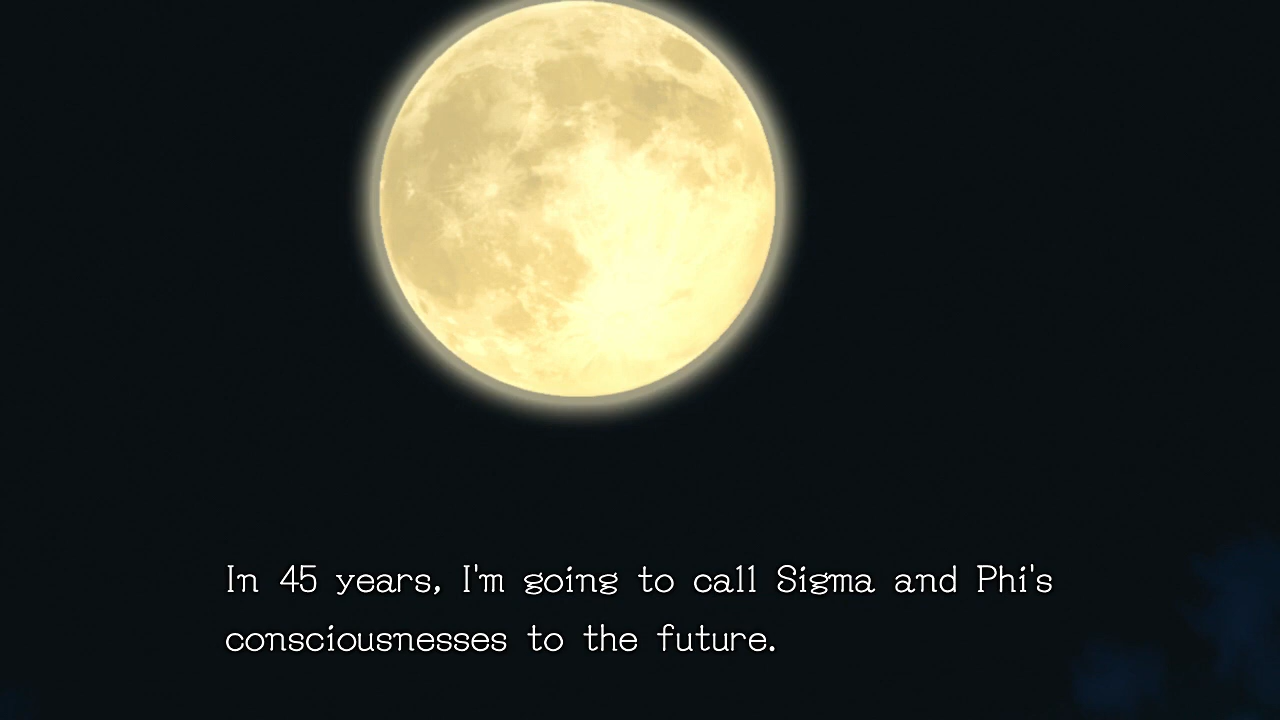 In 45 years, I'm going to call Sigma and Phi's
consciousnesses to the future.